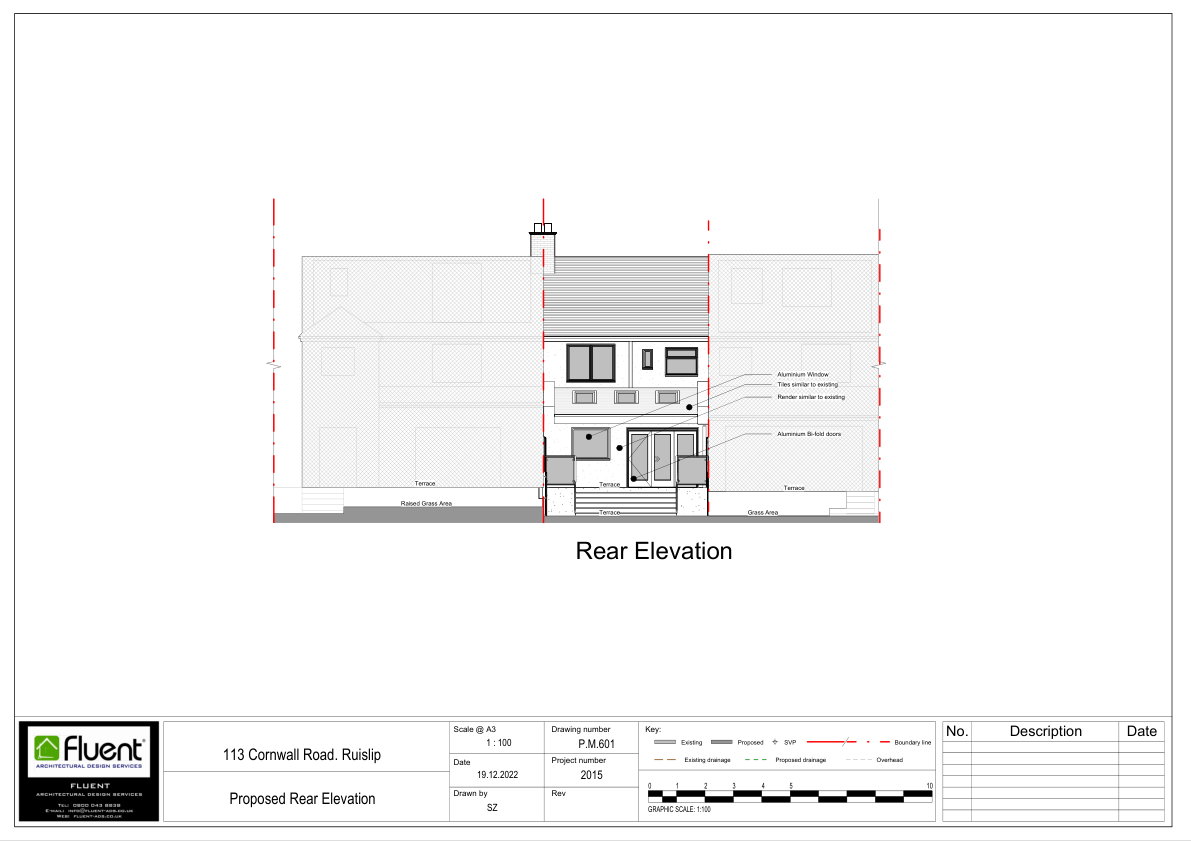 Aluminium Window
Tiles similar to existing
Render similar to existing
Aluminium Bi-fold doors
Terrace
Terrace
Terrace
Raised Grass Area
Terrace
Grass Area
Rear Elevation
Fluent®
ARCHITECTURAL DESIGN SERVICES
FLUENT
ARCHITECTURAL DESIGN SERVICES
TEL: 0800 043 8838
E-MAIL: INFO@FLUENT-ADS.CO.UK
WEB: FLUENT-ADS.CO.UK
113 Cornwall Road. Ruislip
Proposed Rear Elevation
Scale @ A3
1 : 100
Date
19.12.2022
Drawn by
SZ
Drawing number
P.M.601
Project number
2015
Rev
Key:
Existing
Proposed
SVP
Boundary line
Existing drainage
Proposed drainage
Overhead
0 1 2 3 4 5 10
GRAPHIC SCALE: 1:100
No. Description Date